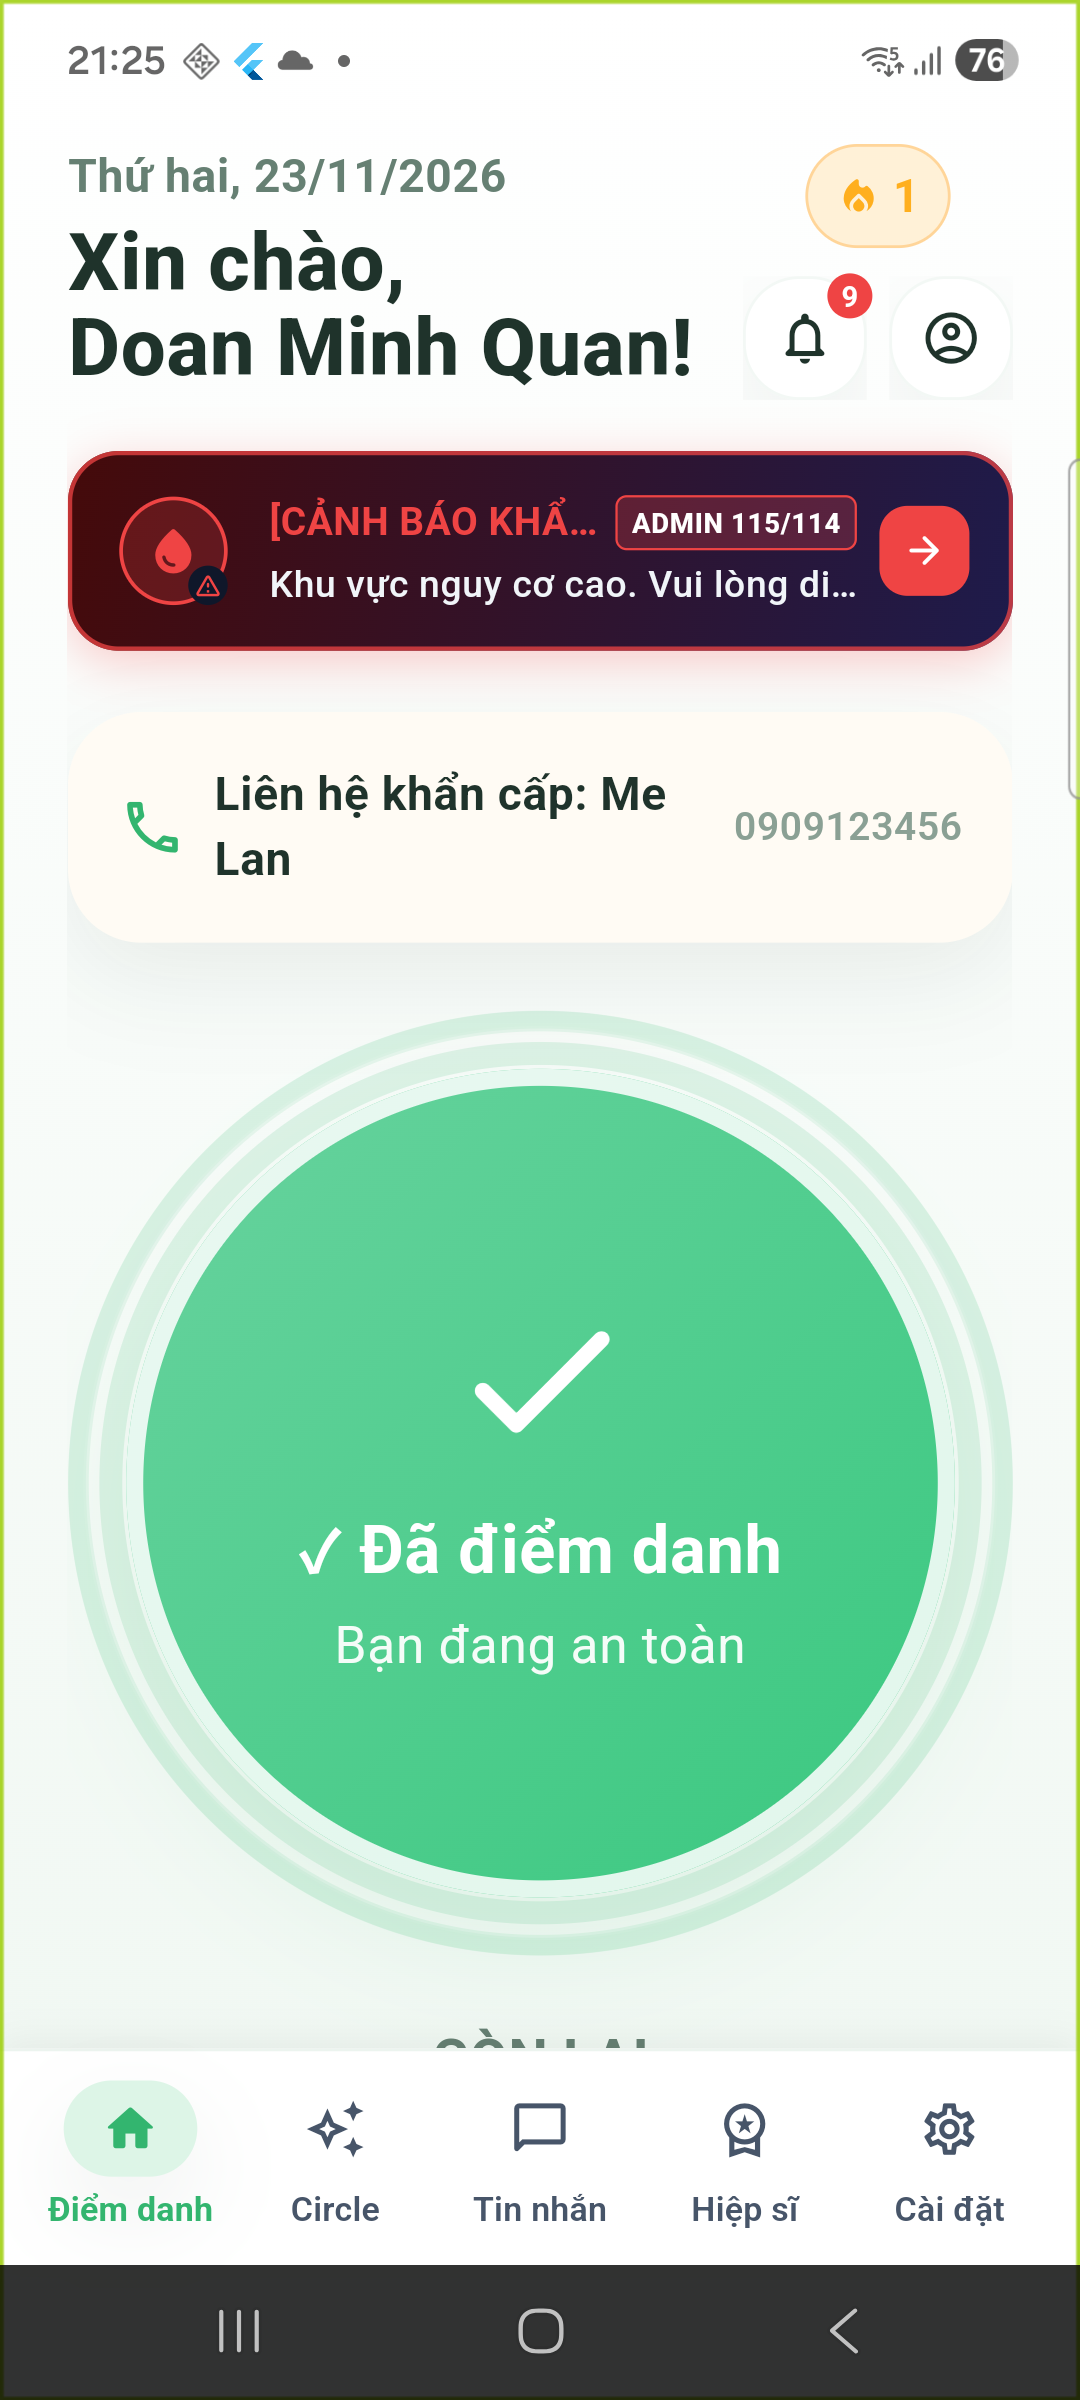 21:25
76
Thứ hai, 23/11/2026
1
Xin chào,
Doan Minh Quan!
9
[CẢNH BÁO KHẨ...
ADMIN 115/114
Khu vực nguy cơ cao. Vui lòng di...
Liên hệ khẩn cấp: Me
Lan
0909123456
✓ Đã điểm danh
Bạn đang an toàn
Điểm danh
Circle
Tin nhắn
Hiệp sĩ
Cài đặt